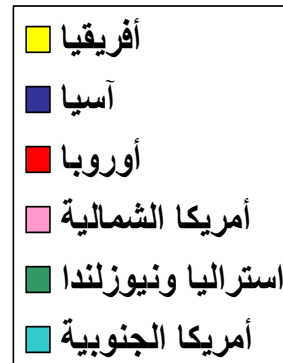 أفريقيا
آسيا
أوروبا
أمريكا الشمالية
استراليا ونيوزلندا
أمريكا الجنوبية